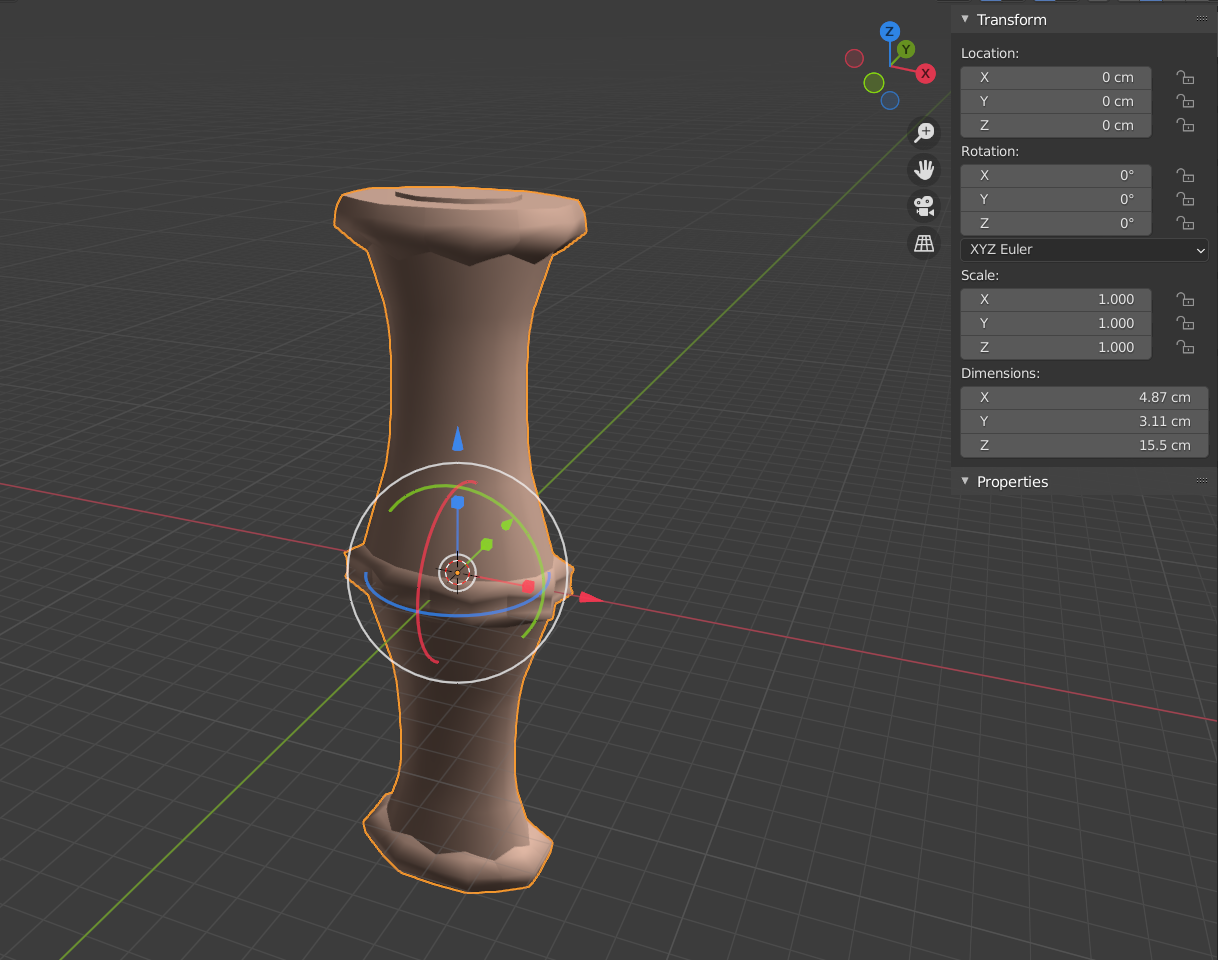 Transform
Location:
X 0 cm
Y 0 cm
Z 0 cm
Rotation:
X 0°
Y 0°
Z 0°
XYZ Euler
Scale:
X 1.000
Y 1.000
Z 1.000
Dimensions:
X 4.87 cm
Y 3.11 cm
Z 15.5 cm
Properties
Z
Y
X